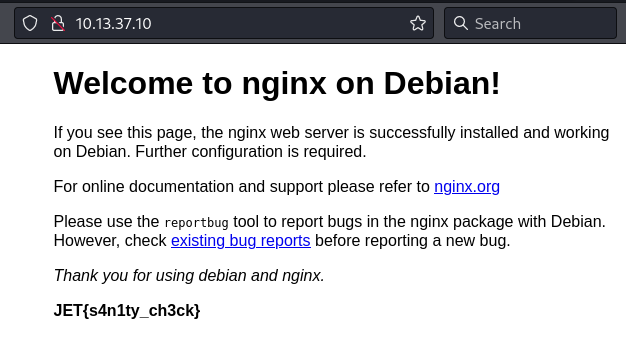 10.13.37.10
Search
Welcome to nginx on Debian!
If you see this page, the nginx web server is successfully installed and working
on Debian. Further configuration is required.
For online documentation and support please refer to nginx.org
Please use the reportbug tool to report bugs in the nginx package with Debian.
However, check existing bug reports before reporting a new bug.
Thank you for using debian and nginx.
JET{s4n1ty_ch3ck}